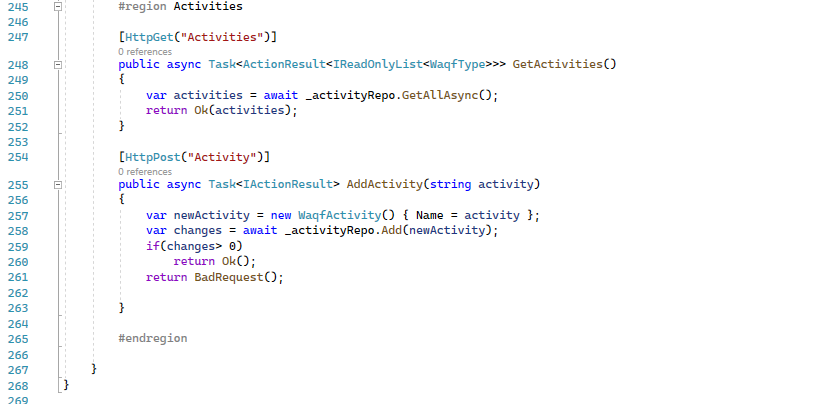 245 #region Activities
246
247 [HttpGet("Activities")]
0 references
248 public async Task<ActionResult<IReadOnlyList<WaqfType>>> GetActivities()
249 {
250 var activities = await _activityRepo.GetAllAsync();
251 return Ok(activities);
252 }
253
254 [HttpPost("Activity")]
0 references
255 public async Task<IActionResult> AddActivity(string activity)
256 {
257 var newActivity = new WaqfActivity() { Name = activity };
258 var changes = await _activityRepo.Add(newActivity);
259 if(changes> 0)
260 return Ok();
261 return BadRequest();
262
263 }
264
265 #endregion
266
267 }
268 }
269